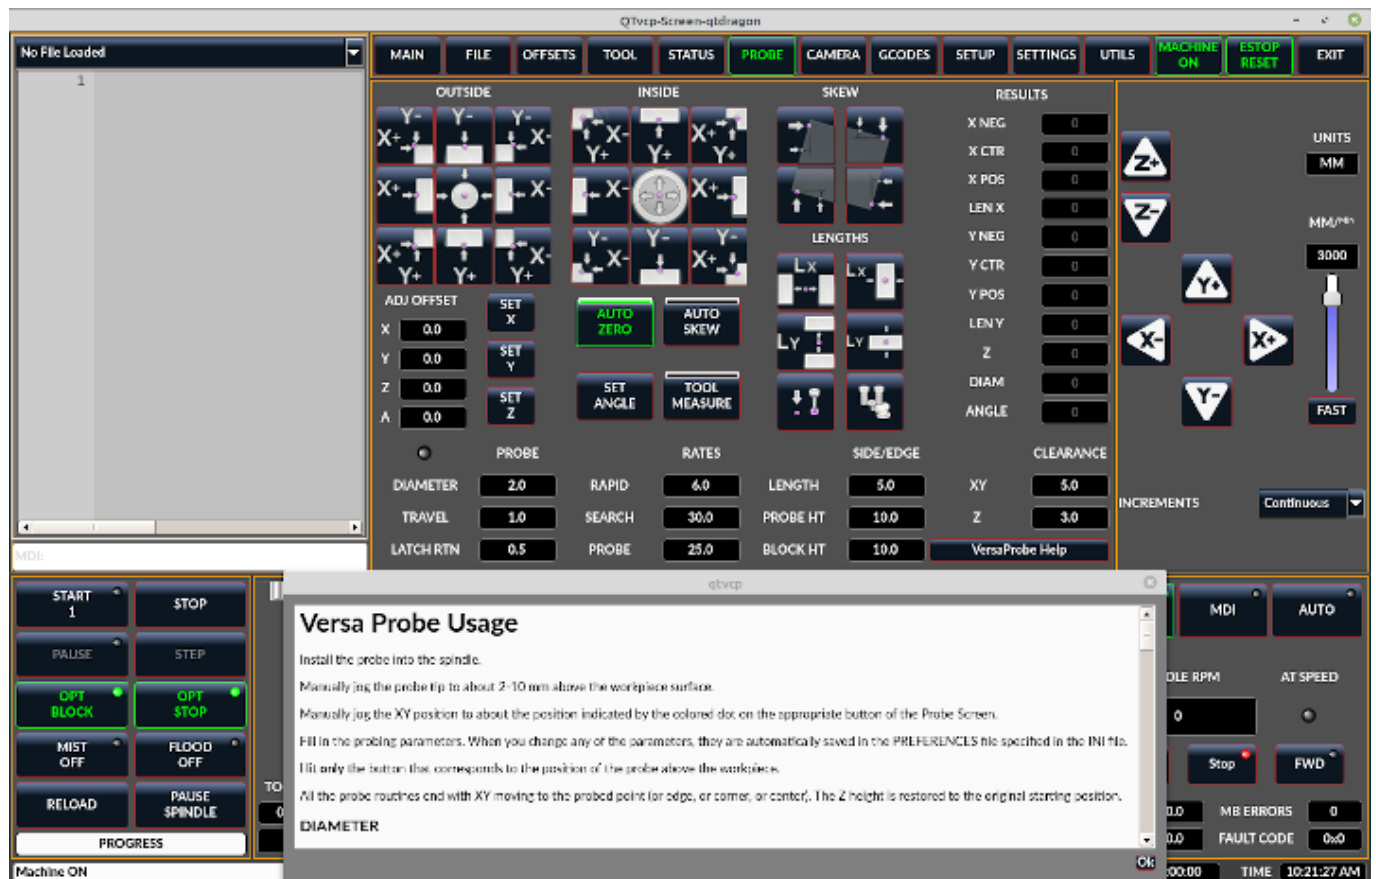 QTvcp-Screen-qtdragon
No File Loaded
MAIN FILE OFFSETS TOOL STATUS PROBE CAMERA GCODES SETUP SETTINGS UTILS MACHINE ON ESTOP RESET EXIT
1
OUTSIDE INSIDE SKEW RESULTS
Y- Y- Y-
X+ X- X- X+
Y+ Y+ Y+
X+ X- X- X+
Y- Y- Y-
X+ X- X- X+
Y+ Y+ Y+
X NEG 0
X CTR 0
X POS 0
LEN X 0
Y NEG 0
Y CTR 0
Y POS 0
LEN Y 0
Z 0
DIAM 0
ANGLE 0
LENGTHS
Lx Lx
LY LY
ADJ OFFSET
X 0.0
Y 0.0
Z 0.0
A 0.0
SET X
SET Y
SET Z
AUTO ZERO
AUTO SKEW
SET ANGLE
TOOL MEASURE
Z+
Z-
Y+
X- X+
Y-
UNITS
MM
MM/MIN
3000
FAST
INCREMENTS Continuous
PROBE RATES SIDE/EDGE CLEARANCE
DIAMETER 2.0 RAPID 6.0 LENGTH 5.0 XY 5.0
TRAVEL 1.0 SEARCH 30.0 PROBE HT 10.0 Z 3.0
LATCH RTN 0.5 PROBE 25.0 BLOCK HT 10.0 VersaProbe Help
MDI:
START 1
STOP
PAUSE
STEP
OPT BLOCK
OPT STOP
MIST OFF
FLOOD OFF
RELOAD
PAUSE SPINDLE
PROGRESS
Machine ON
TO
0
qtvcp
Versa Probe Usage
Install the probe into the spindle.
Manually jog the probe tip to about 2-10 mm above the workpiece surface.
Manually jog the XY position to about the position indicated by the colored dot on the appropriate button of the Probe Screen.
Fill in the probing parameters. When you change any of the parameters, they are automatically saved in the PREFERENCES file specified in the INI file.
Hit only the button that corresponds to the position of the probe above the workpiece.
All the probe routines end with XY moving to the probed point (or edge, or corner, or center). The Z height is restored to the original starting position.
DIAMETER
Ok
MDI AUTO
DLE RPM AT SPEED
0
Stop FWD
0.0 MB ERRORS 0
0.0 FAULT CODE 0x0
:00:00 TIME 10:21:27 AM